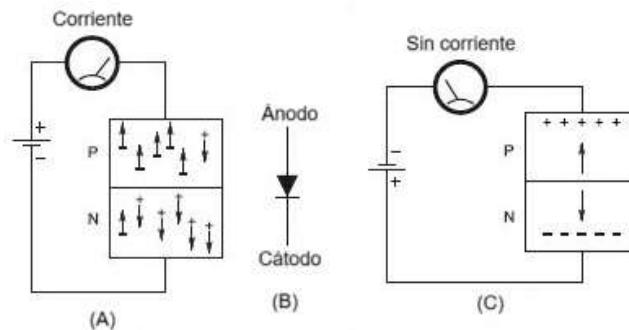 Corriente
+
-
P
+
N
+ + + + +
(A)
Ánodo
Cátodo
(B)
Sin corriente
-
+
P
+ + + + +
N
- - - - -
(C)